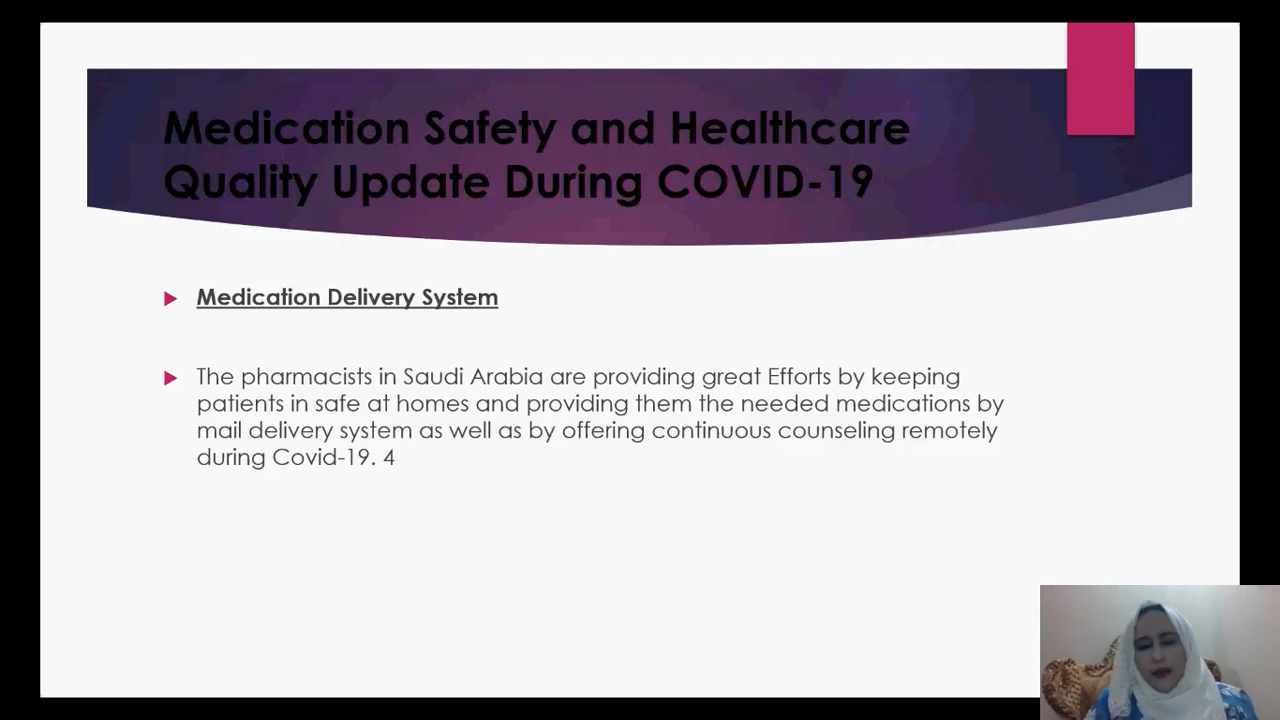 Medication Safety and Healthcare
Quality Update During COVID-19
Medication Delivery System
The pharmacists in Saudi Arabia are providing great Efforts by keeping
patients in safe at homes and providing them the needed medications by
mail delivery system as well as by offering continuous counseling remotely
during Covid-19. 4